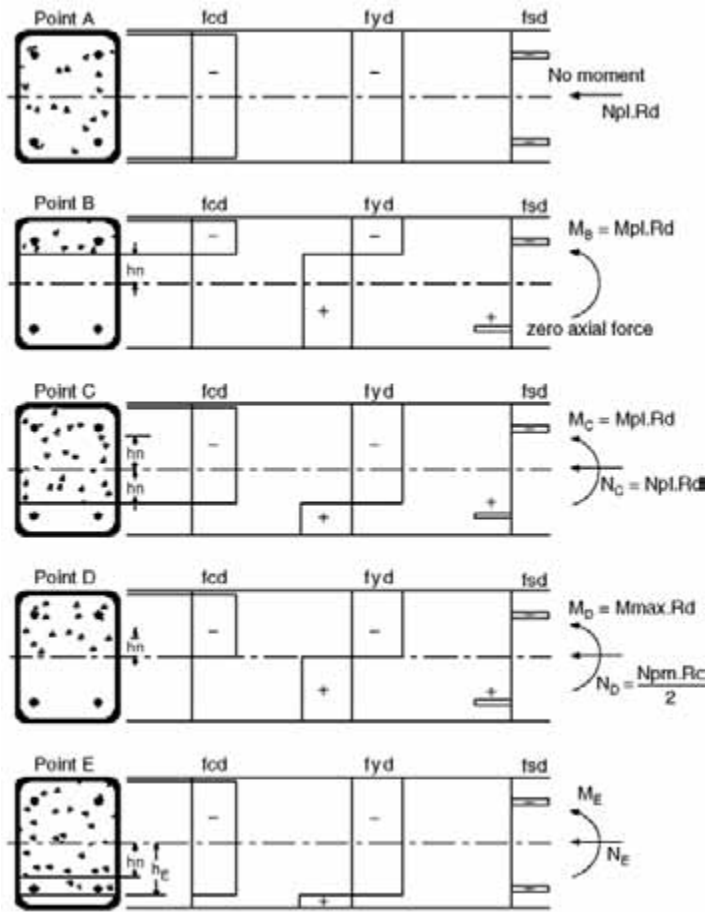 Point A fcd fyd fsd
− − −
No moment
Npl.Rd
−
Point B fcd fyd fsd
− − −
MB = Mpl.Rd
hn
+ +
zero axial force
Point C fcd fyd fsd
MC = Mpl.Rd
− − −
hn
hn
NC = Npl.Rd
+ +
Point D fcd fyd fsd
MD = Mmax.Rd
− − −
hn
+ +
ND = Npm.Rd
2
Point E fcd fyd fsd
− − −
ME
hn hE
NE
+ −